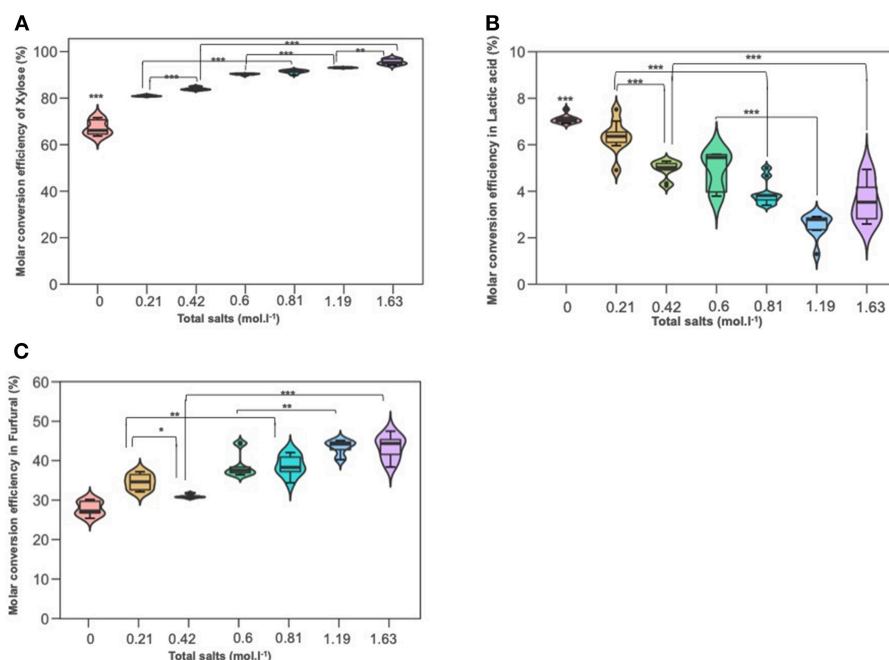 A
Molar conversion efficiency of Xylose (%)
100
80
60
40
20
0
***
***
***
***
***
**
0 0.21 0.42 0.6 0.81 1.19 1.63
Total salts (mol.l-1)
B
Molar conversion efficiency in Lactic acid (%)
10
8
6
4
2
0
***
***
***
***
***
0 0.21 0.42 0.6 0.81 1.19 1.63
Total salts (mol.l-1)
C
Molar conversion efficiency in Furfural (%)
60
50
40
30
20
10
0
***
**
**
*
0 0.21 0.42 0.6 0.81 1.19 1.63
Total salts (mol.l-1)